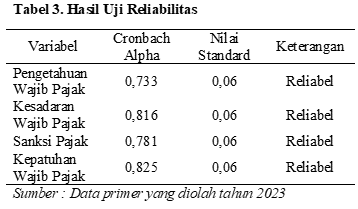 Tabel 3. Hasil Uji Reliabilitas
Variabel Cronbach Alpha Nilai Standard Keterangan
Pengetahuan Wajib Pajak 0,733 0,06 Reliabel
Kesadaran Wajib Pajak 0,816 0,06 Reliabel
Sanksi Pajak 0,781 0,06 Reliabel
Kepatuhan Wajib Pajak 0,825 0,06 Reliabel
Sumber : Data primer yang diolah tahun 2023